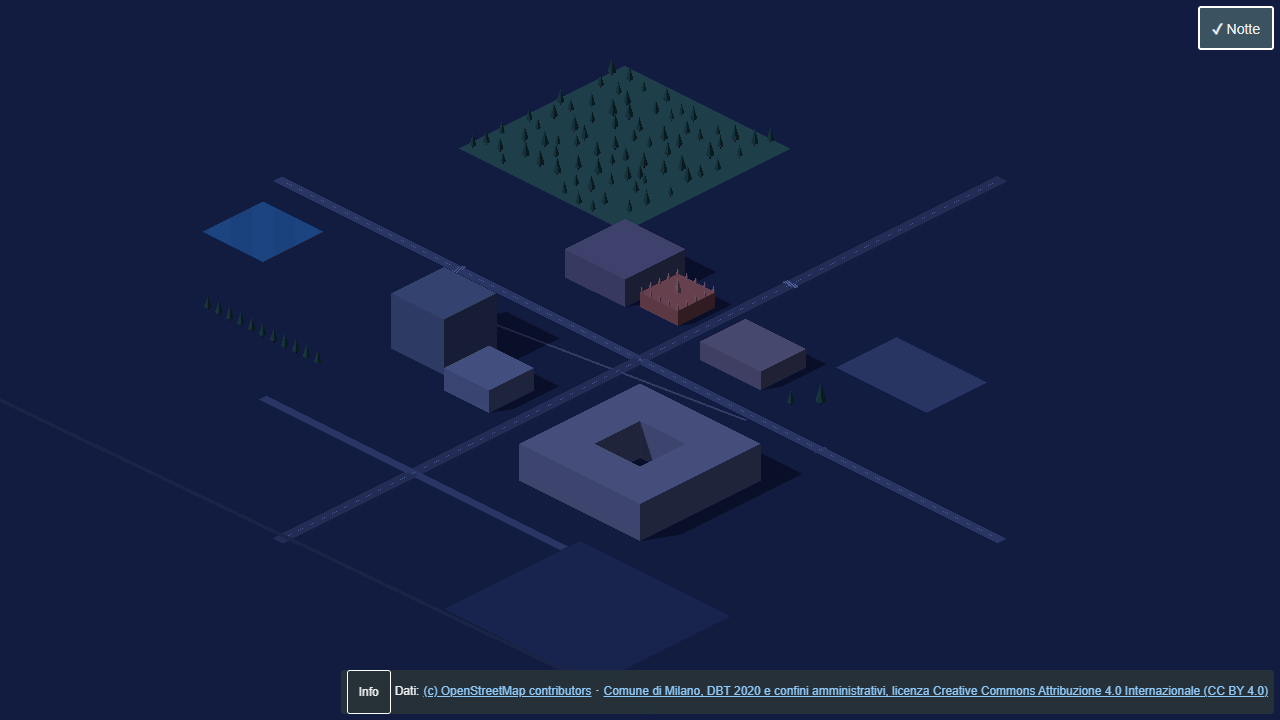 ✓ Notte
Info Dati: (c) OpenStreetMap contributors · Comune di Milano, DBT 2020 e confini amministrativi, licenza Creative Commons Attribuzione 4.0 Internazionale (CC BY 4.0)